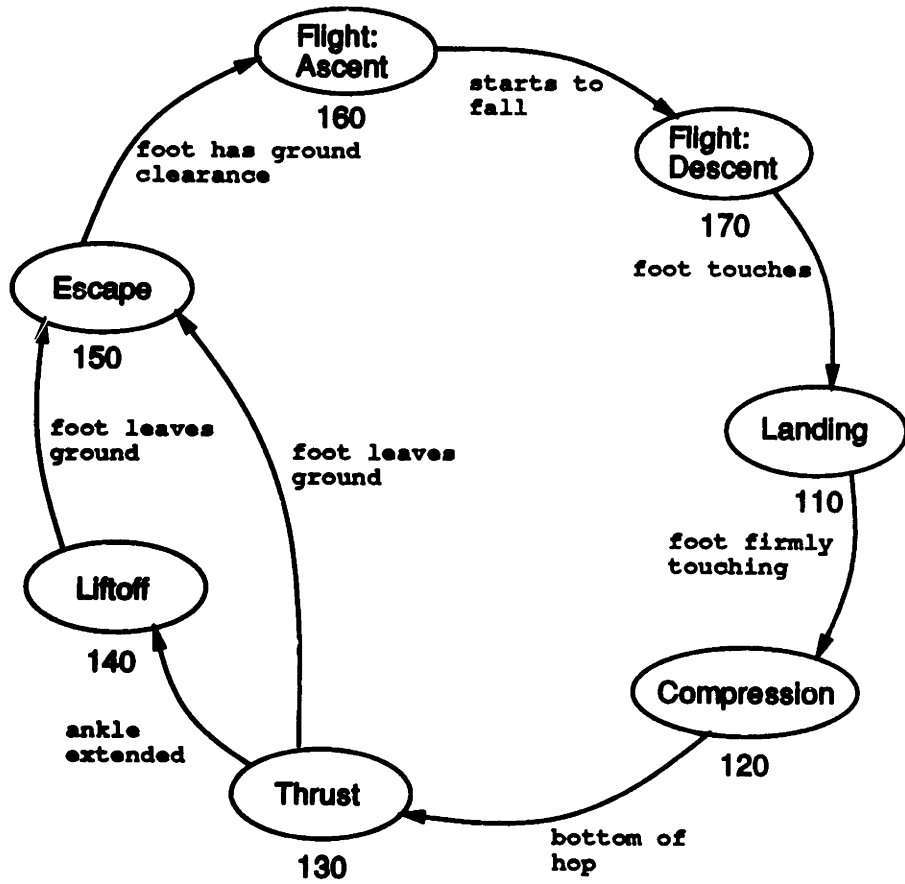 Flight:
Ascent
160
starts to
fall
Flight:
Descent
170
foot touches
Landing
110
foot firmly
touching
Compression
120
bottom of
hop
Thrust
130
ankle
extended
Liftoff
140
foot leaves
ground
foot leaves
ground
Escape
150
foot has ground
clearance